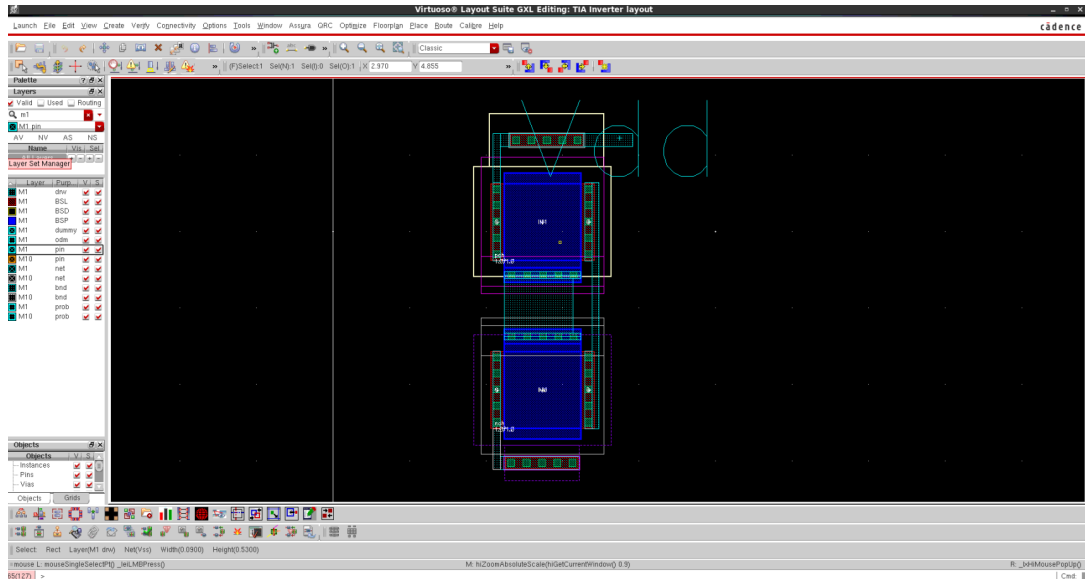 Virtuoso® Layout Suite GXL Editing: TIA Inverter layout
Launch File Edit View Create Verify Connectivity Options Tools Window Assura QRC Optimize Floorplan Place Route Calibre Help
cādence
Classic
(F)Select:1 Sel(N):1 Sel(I):0 Sel(O):1 X 2.970 Y 4.855
Palette
Layers
Valid Used Routing
m1
M1 pin
AV NV AS NS
Name Vis Sel
Layer Set Manager
Layer Purp V S
M1 drw
M1 BSL
M1 BSD
M1 BSP
M1 dummy
M1 odm
M1 pin
M10 pin
M1 net
M10 net
M1 bnd
M10 bnd
M1 prob
M10 prob
Objects
Objects V S
Instances
Pins
Vias
Objects Grids
Select: Rect Layer(M1 drw) Net(Vss) Width(0.0900) Height(0.5300)
mouse L: mouseSingleSelectPt() _leiLMBPress()
M: hiZoomAbsoluteScale(hiGetCurrentWindow() 0.9)
R: _lxHiMousePopUp()
65(127) >
Cmd: